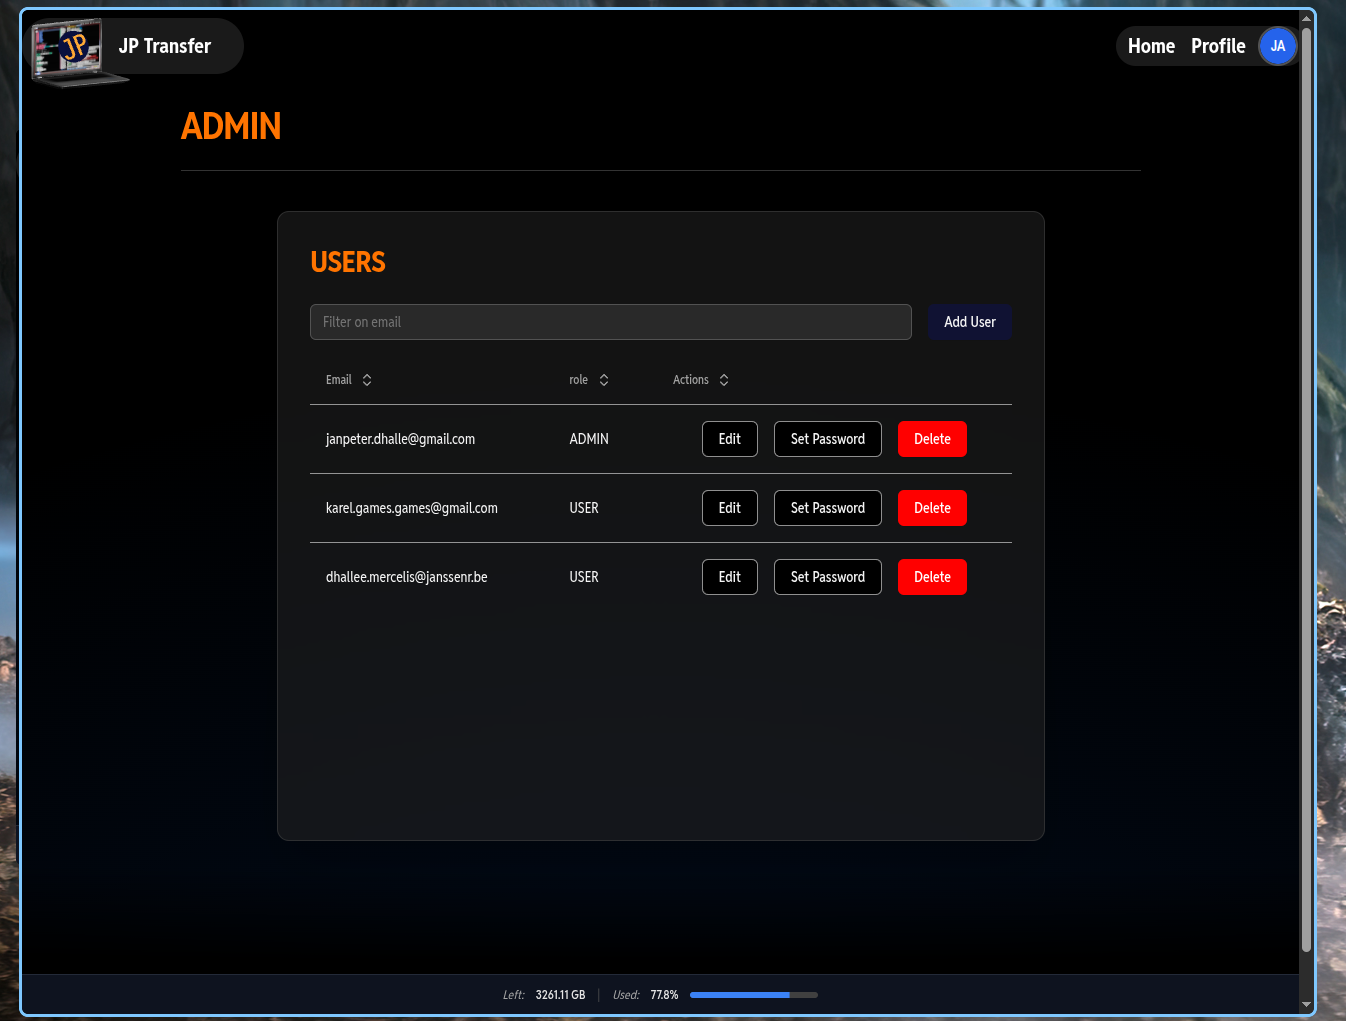 JP
JP Transfer
Home Profile JA
ADMIN
USERS
Filter on email Add User
Email role Actions
janpeter.dhalle@gmail.com ADMIN Edit Set Password Delete
karel.games.games@gmail.com USER Edit Set Password Delete
dhallee.mercelis@janssenr.be USER Edit Set Password Delete
Left: 3261.11 GB | Used: 77.8%